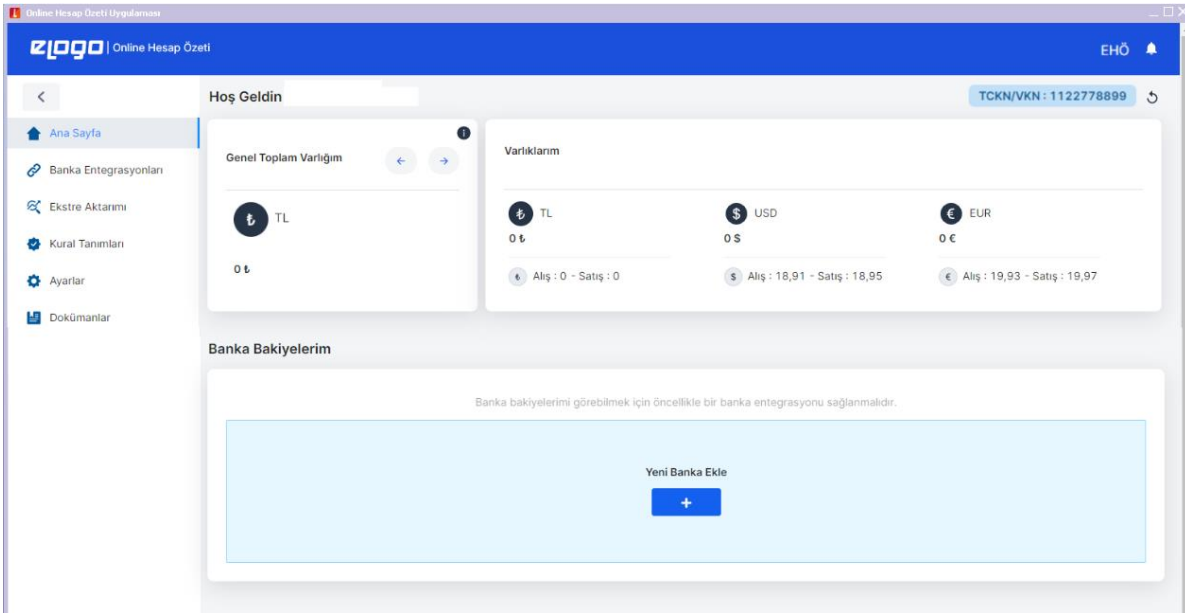 Online Hesap Özeti Uygulaması
eLOGO | Online Hesap Özeti
EHÖ
Hoş Geldin
TCKN/VKN : 1122778899
Ana Sayfa
Banka Entegrasyonları
Ekstre Aktarımı
Kural Tanımları
Ayarlar
Dokümanlar
Genel Toplam Varlığım
₺ TL
0 ₺
Varlıklarım
₺ TL
0 ₺
₺ Alış : 0 - Satış : 0
$ USD
0 $
$ Alış : 18,91 - Satış : 18,95
€ EUR
0 €
€ Alış : 19,93 - Satış : 19,97
Banka Bakiyelerim
Banka bakiyelerimi görebilmek için öncellikle bir banka entegrasyonu sağlanmalıdır.
Yeni Banka Ekle
+